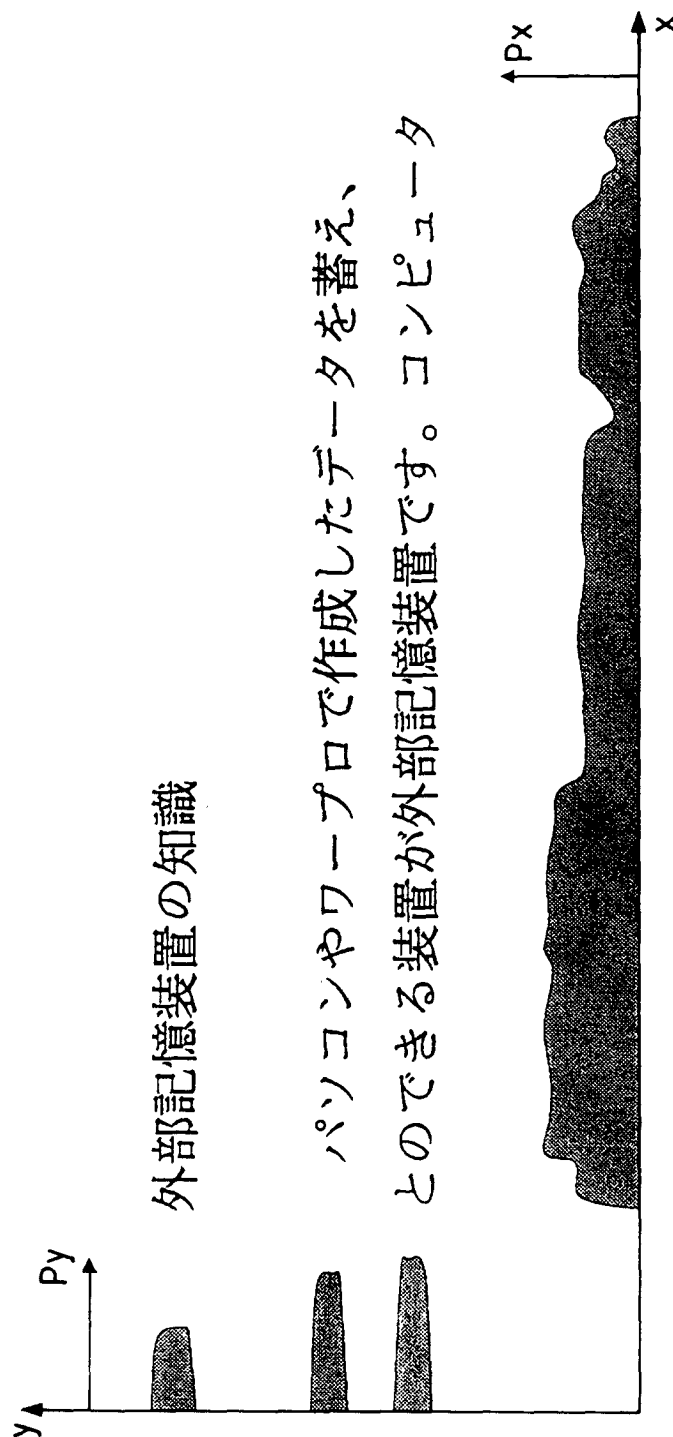 y
Py
外部記憶装置の知識
パソコンやワープロで作成したデータを蓄え、
とのできる装置が外部記憶装置です。コンピュータ
Px
x